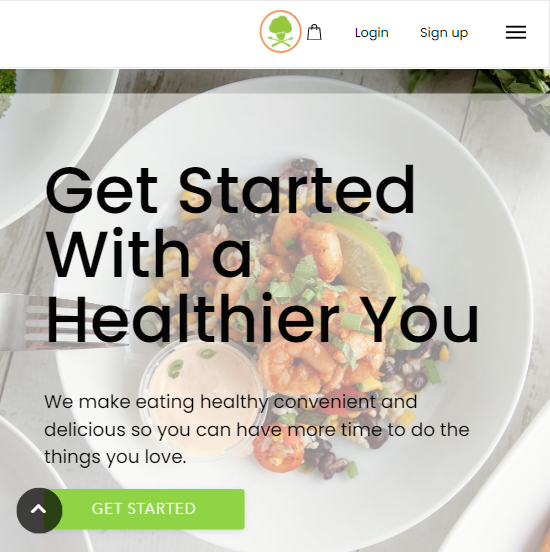 Login Sign up
Get Started
With a
Healthier You
We make eating healthy convenient and
delicious so you can have more time to do the
things you love.
GET STARTED